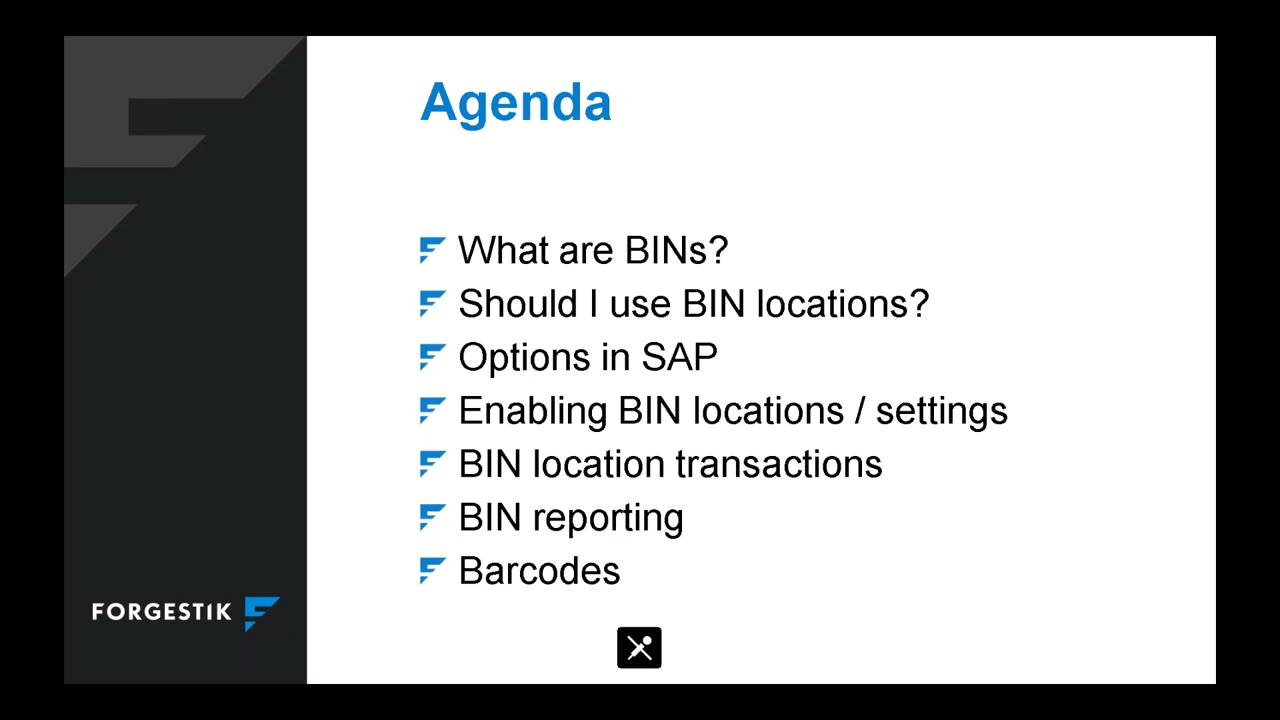 Agenda
What are BINs?
Should I use BIN locations?
Options in SAP
Enabling BIN locations / settings
BIN location transactions
BIN reporting
Barcodes
FORGESTIK